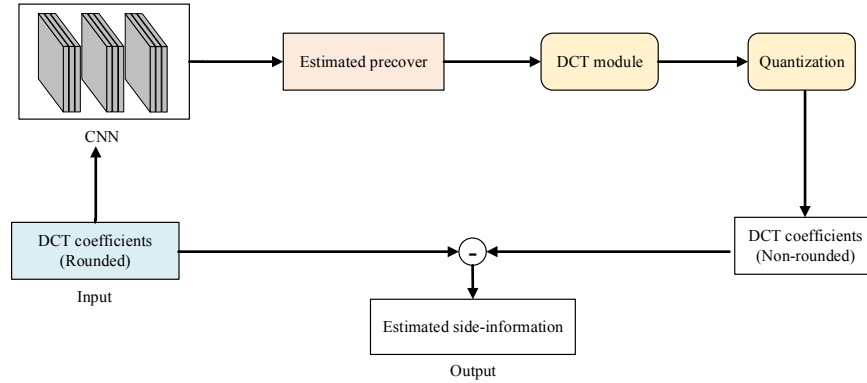 Estimated precover
DCT module
Quantization
CNN
DCT coefficients
(Rounded)
-
DCT coefficients
(Non-rounded)
Input
Estimated side-information
Output